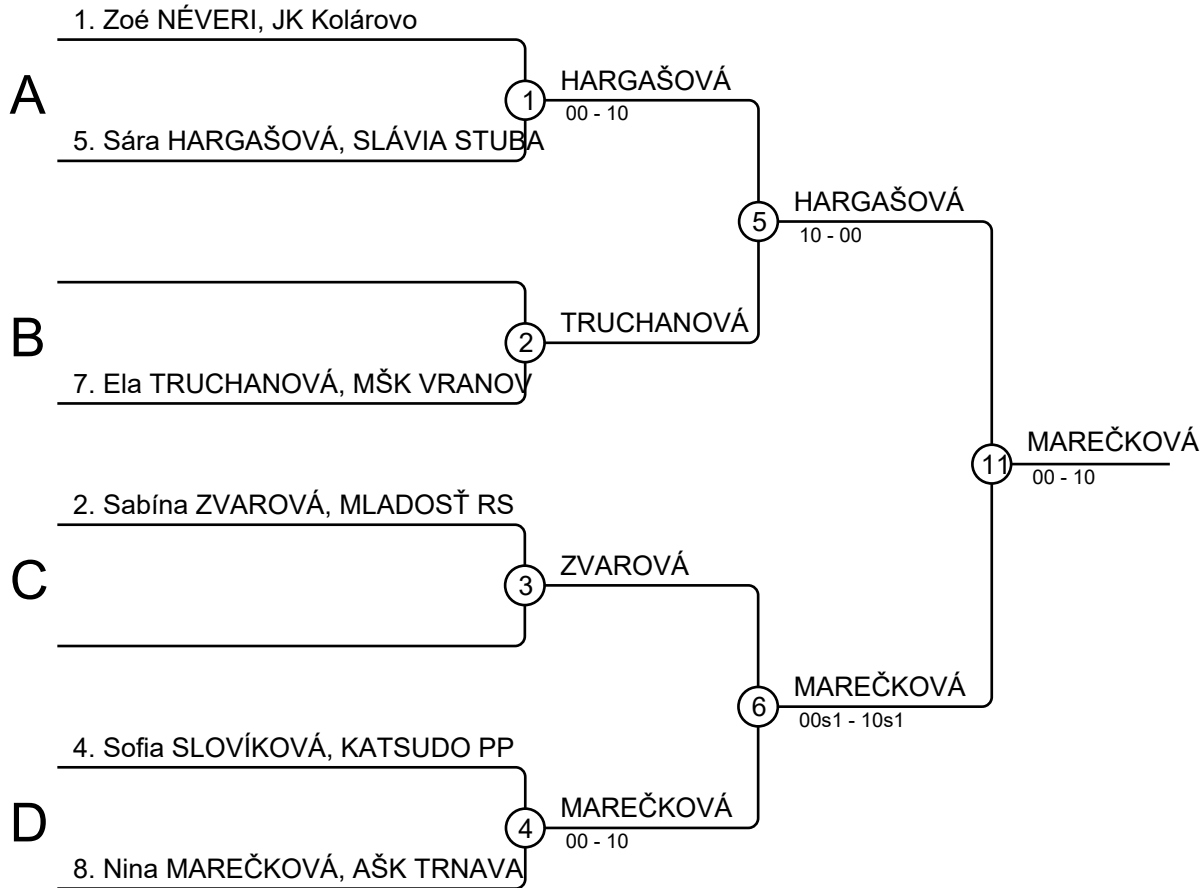 1. Zoé NÉVERI, JK Kolárovo
A
1
HARGAŠOVÁ
00 - 10
5. Sára HARGAŠOVÁ, SLÁVIA STUBA
5
HARGAŠOVÁ
10 - 00
B
2
TRUCHANOVÁ
7. Ela TRUCHANOVÁ, MŠK VRANOV
11
MAREČKOVÁ
00 - 10
2. Sabína ZVAROVÁ, MLADOSŤ RS
C
3
ZVAROVÁ
6
MAREČKOVÁ
00s1 - 10s1
4. Sofia SLOVÍKOVÁ, KATSUDO PP
D
4
MAREČKOVÁ
00 - 10
8. Nina MAREČKOVÁ, AŠK TRNAVA